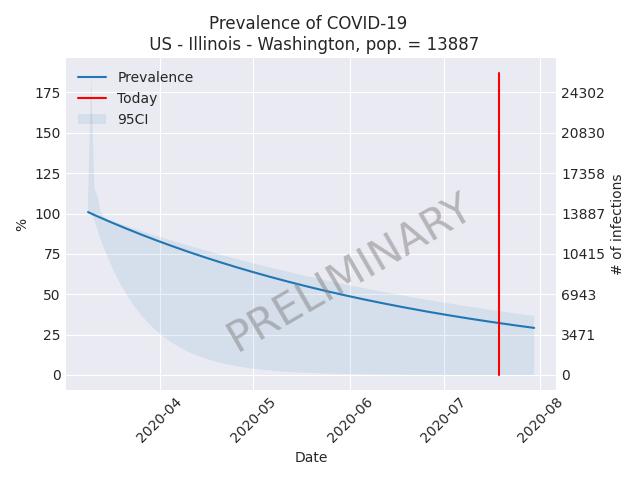 Prevalence of COVID-19
US - Illinois - Washington, pop. = 13887
Prevalence
Today
95CI
175
150
125
100
75
50
25
0
%
24302
20830
17358
13887
10415
6943
3471
0
# of infections
PRELIMINARY
2020-04
2020-05
2020-06
2020-07
2020-08
Date